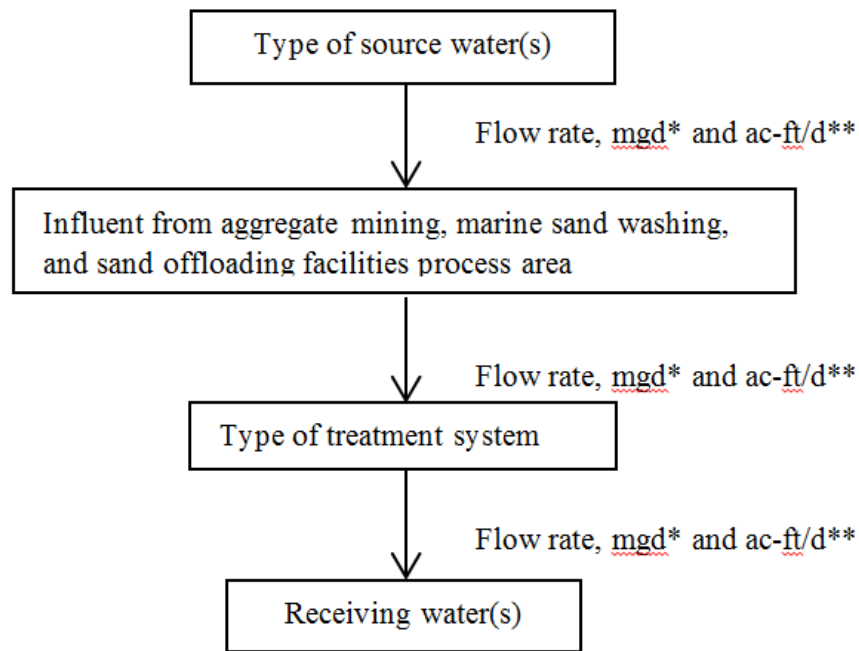 Type of source water(s)
Flow rate, mgd* and ac-ft/d**
Influent from aggregate mining, marine sand washing,
and sand offloading facilities process area
Flow rate, mgd* and ac-ft/d**
Type of treatment system
Flow rate, mgd* and ac-ft/d**
Receiving water(s)